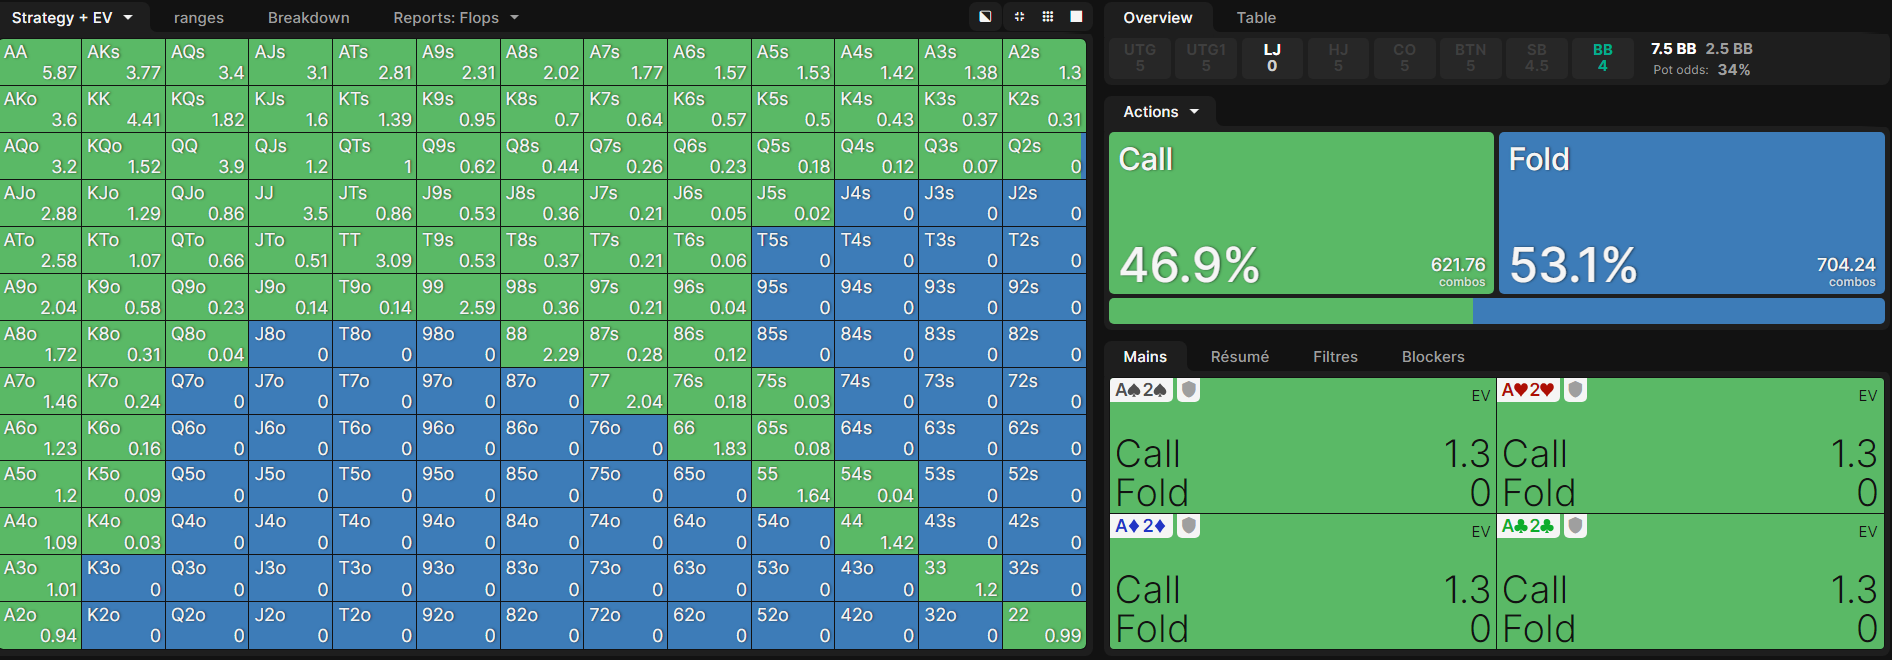 Strategy + EV ranges Breakdown Reports: Flops
AA AKs AQs AJs ATs A9s A8s A7s A6s A5s A4s A3s A2s
5.87 3.77 3.4 3.1 2.81 2.31 2.02 1.77 1.57 1.53 1.42 1.38 1.3
AKo KK KQs KJs KTs K9s K8s K7s K6s K5s K4s K3s K2s
3.6 4.41 1.82 1.6 1.39 0.95 0.7 0.64 0.57 0.5 0.43 0.37 0.31
AQo KQo QQ QJs QTs Q9s Q8s Q7s Q6s Q5s Q4s Q3s Q2s
3.2 1.52 3.9 1.2 1 0.62 0.44 0.26 0.23 0.18 0.12 0.07 0
AJo KJo QJo JJ JTs J9s J8s J7s J6s J5s J4s J3s J2s
2.88 1.29 0.86 3.5 0.86 0.53 0.36 0.21 0.05 0.02 0 0 0
ATo KTo QTo JTo TT T9s T8s T7s T6s T5s T4s T3s T2s
2.58 1.07 0.66 0.51 3.09 0.53 0.37 0.21 0.06 0 0 0 0
A9o K9o Q9o J9o T9o 99 98s 97s 96s 95s 94s 93s 92s
2.04 0.58 0.23 0.14 0.14 2.59 0.36 0.21 0.04 0 0 0 0
A8o K8o Q8o J8o T8o 98o 88 87s 86s 85s 84s 83s 82s
1.72 0.31 0.04 0 0 0 2.29 0.28 0.12 0 0 0 0
A7o K7o Q7o J7o T7o 97o 87o 77 76s 75s 74s 73s 72s
1.46 0.24 0 0 0 0 0 2.04 0.18 0.03 0 0 0
A6o K6o Q6o J6o T6o 96o 86o 76o 66 65s 64s 63s 62s
1.23 0.16 0 0 0 0 0 0 1.83 0.08 0 0 0
A5o K5o Q5o J5o T5o 95o 85o 75o 65o 55 54s 53s 52s
1.2 0.09 0 0 0 0 0 0 0 1.64 0.04 0 0
A4o K4o Q4o J4o T4o 94o 84o 74o 64o 54o 44 43s 42s
1.09 0.03 0 0 0 0 0 0 0 0 1.42 0 0
A3o K3o Q3o J3o T3o 93o 83o 73o 63o 53o 43o 33 32s
1.01 0 0 0 0 0 0 0 0 0 0 1.2 0
A2o K2o Q2o J2o T2o 92o 82o 72o 62o 52o 42o 32o 22
0.94 0 0 0 0 0 0 0 0 0 0 0 0.99
Overview Table
UTG UTG1 LJ HJ CO BTN SB BB
5 5 0 5 5 5 4.5 4
7.5 BB 2.5 BB
Pot odds: 34%
Actions
Call Fold
46.9% 621.76 combos 53.1% 704.24 combos
Mains Résumé Filtres Blockers
A♠2♠ EV A♥2♥ EV
Call 1.3 Call 1.3
Fold 0 Fold 0
A♦2♦ EV A♣2♣ EV
Call 1.3 Call 1.3
Fold 0 Fold 0